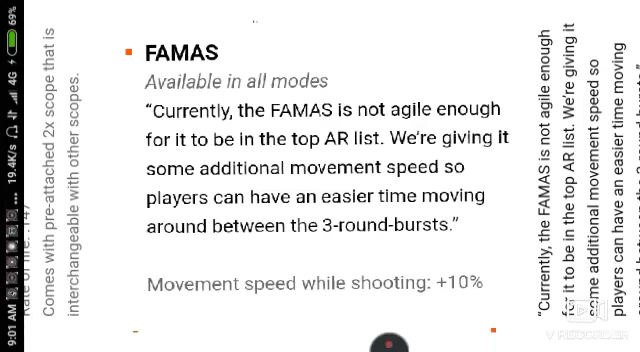 FAMAS
Available in all modes
“Currently, the FAMAS is not agile enough
for it to be in the top AR list. We're giving it
some additional movement speed so
players can have an easier time moving
around between the 3-round-bursts.”
Movement speed while shooting: +10%
9:01 AM
19.4K/s
4G
69%
Comes with pre-attached 2x scope that is
interchangeable with other scopes.
“Currently, the FAMAS is not agile enough
for it to be in the top AR list. We're giving it
some additional movement speed so
players can have an easier time moving
V RECORDER